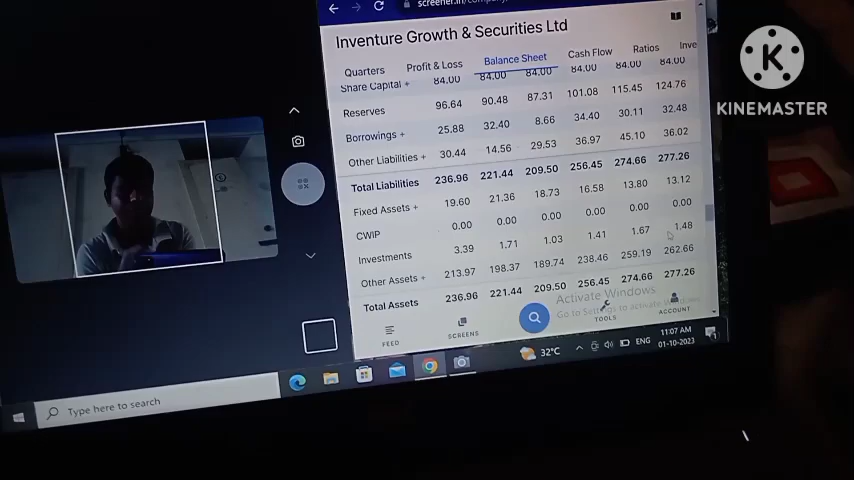 screener.in/company
Inventure Growth & Securities Ltd
Quarters Profit & Loss Balance Sheet Cash Flow Ratios Inve
Share Capital + 84.00 84.00 84.00 84.00 84.00 84.00
Reserves 96.64 90.48 87.31 101.08 115.45 124.76
Borrowings + 25.88 32.40 8.66 34.40 30.11 32.48
Other Liabilities + 30.44 14.56 29.53 36.97 45.10 36.02
Total Liabilities 236.96 221.44 209.50 256.45 274.66 277.26
Fixed Assets + 19.60 21.36 18.73 16.58 13.80 13.12
CWIP 0.00 0.00 0.00 0.00 0.00 0.00
Investments 3.39 1.71 1.03 1.41 1.67 1.48
Other Assets + 213.97 198.37 189.74 238.46 259.19 262.66
Total Assets 236.96 221.44 209.50 256.45 274.66 277.26
Activate Windows
Go to Settings to activate Windows.
FEED SCREENS TOOLS ACCOUNT
Type here to search
32°C
ENG
11:07 AM
01-10-2023
K
KINEMASTER